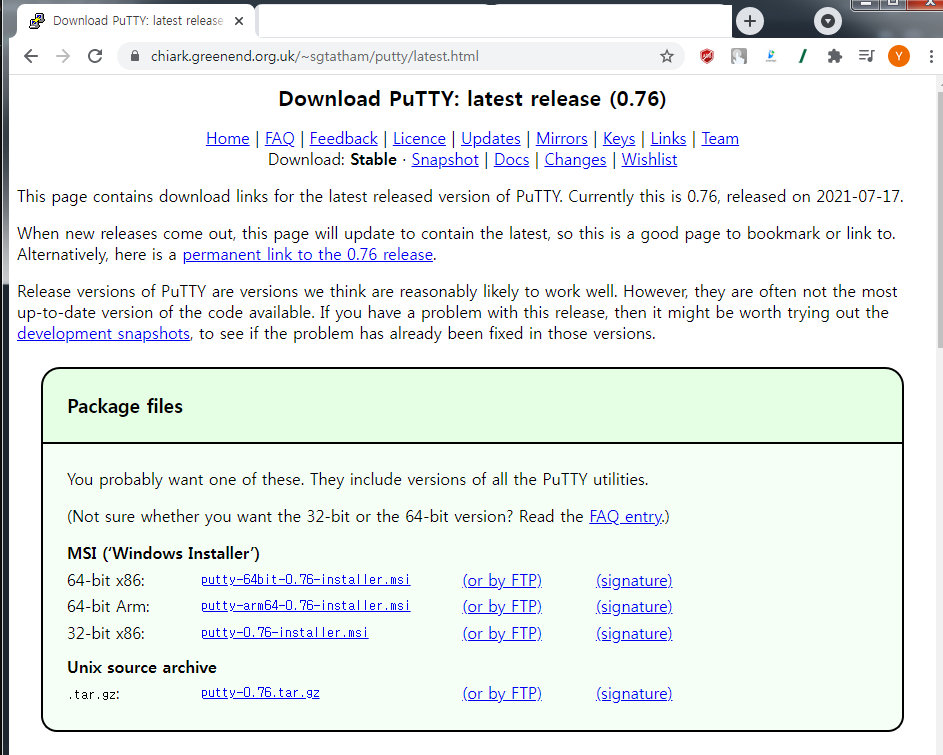 Download PuTTY: latest release
chiark.greenend.org.uk/~sgtatham/putty/latest.html
Y
Download PuTTY: latest release (0.76)
Home | FAQ | Feedback | Licence | Updates | Mirrors | Keys | Links | Team
Download: Stable · Snapshot | Docs | Changes | Wishlist
This page contains download links for the latest released version of PuTTY. Currently this is 0.76, released on 2021-07-17.
When new releases come out, this page will update to contain the latest, so this is a good page to bookmark or link to.
Alternatively, here is a permanent link to the 0.76 release.
Release versions of PuTTY are versions we think are reasonably likely to work well. However, they are often not the most
up-to-date version of the code available. If you have a problem with this release, then it might be worth trying out the
development snapshots, to see if the problem has already been fixed in those versions.
Package files
You probably want one of these. They include versions of all the PuTTY utilities.
(Not sure whether you want the 32-bit or the 64-bit version? Read the FAQ entry.)
MSI (‘Windows Installer’)
64-bit x86: putty-64bit-0.76-installer.msi (or by FTP) (signature)
64-bit Arm: putty-arm64-0.76-installer.msi (or by FTP) (signature)
32-bit x86: putty-0.76-installer.msi (or by FTP) (signature)
Unix source archive
.tar.gz: putty-0.76.tar.gz (or by FTP) (signature)